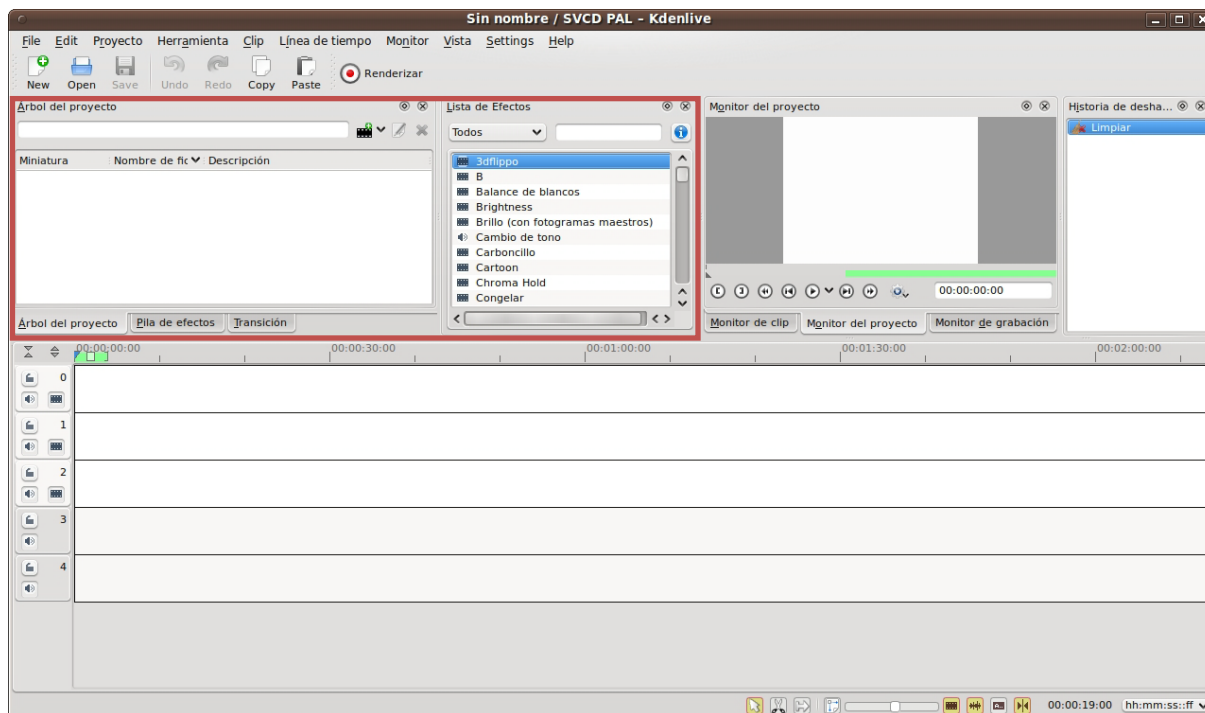 Sin nombre / SVCD PAL – Kdenlive
File Edit Proyecto Herramienta Clip Línea de tiempo Monitor Vista Settings Help
New Open Save Undo Redo Copy Paste Renderizar
Árbol del proyecto
Miniatura Nombre de fic Descripción
Árbol del proyecto Pila de efectos Transición
Lista de Efectos
Todos
3dflippo
B
Balance de blancos
Brightness
Brillo (con fotogramas maestros)
Cambio de tono
Carboncillo
Cartoon
Chroma Hold
Congelar
Monitor del proyecto
00:00:00:00
Monitor de clip Monitor del proyecto Monitor de grabación
Historia de desha...
Limpiar
00:00:00:00 00:00:30:00 00:01:00:00 00:01:30:00 00:02:00:00
0
1
2
3
4
00:00:19:00 hh:mm:ss::ff